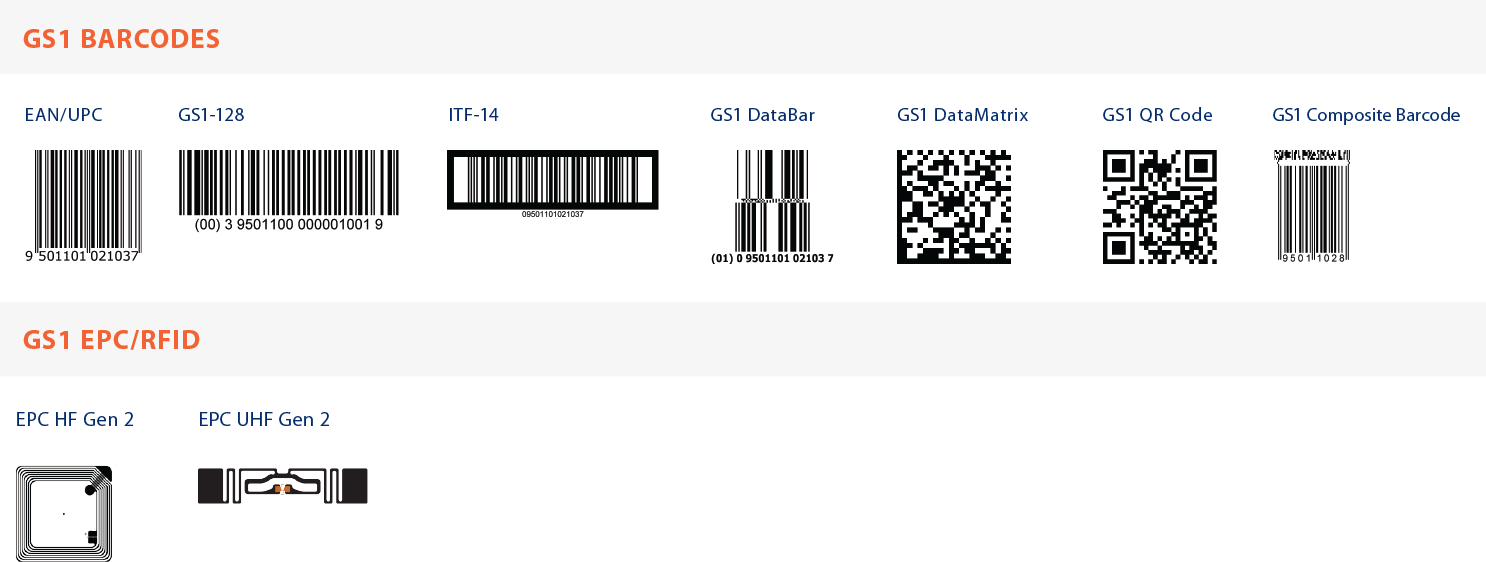 GS1 BARCODES
EAN/UPC
GS1-128
ITF-14
GS1 DataBar
GS1 DataMatrix
GS1 QR Code
GS1 Composite Barcode
9 501101 021037
(00) 3 9501100 000001001 9
09501101021037
(01) 0 9501101 02103 7
9501 1028
GS1 EPC/RFID
EPC HF Gen 2
EPC UHF Gen 2